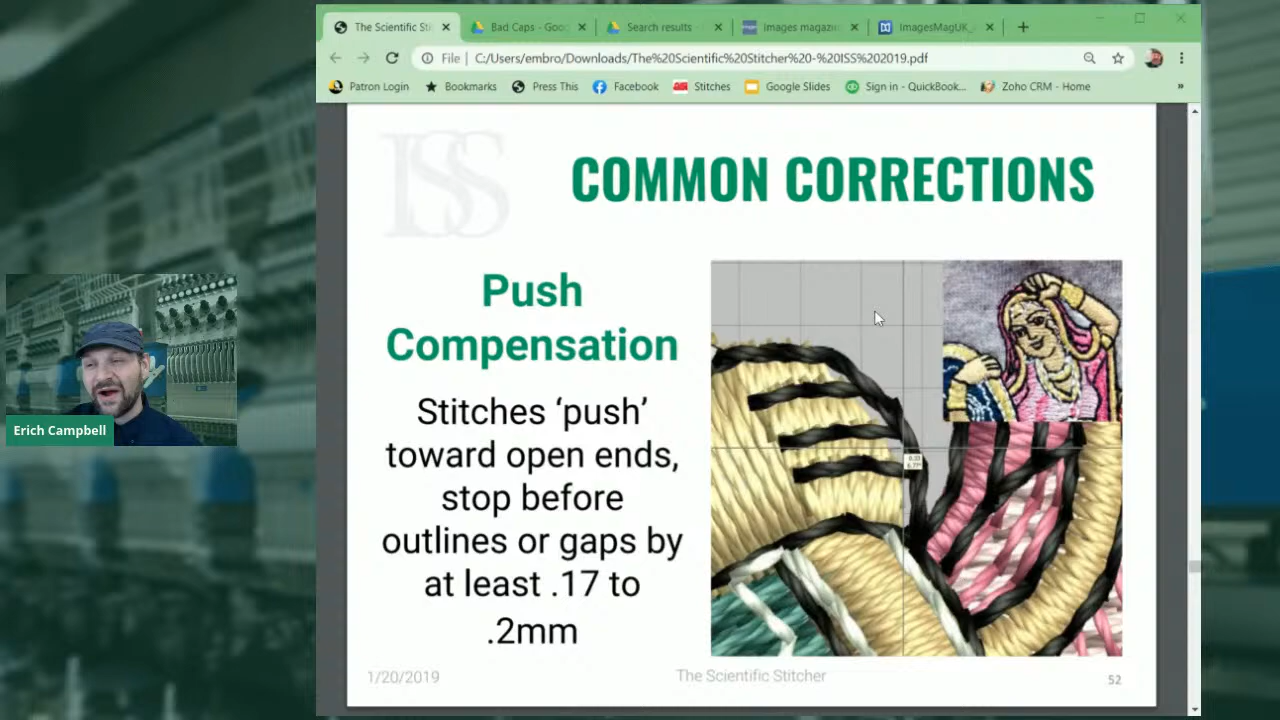 The Scientific Sti
Bad Caps - Goo
Search results
Images magazin
ImagesMagUK_
File
C:/Users/embro/Downloads/The%20Scientific%20Stitcher%20-%20ISS%202019.pdf
Patron Login
Bookmarks
Press This
Facebook
Stitches
Google Slides
Sign in - QuickBook...
Zoho CRM - Home
»
ISS
COMMON CORRECTIONS
Push
Compensation
Stitches ‘push’
toward open ends,
stop before
outlines or gaps by
at least .17 to
.2mm
Erich Campbell
1/20/2019
The Scientific Stitcher
52